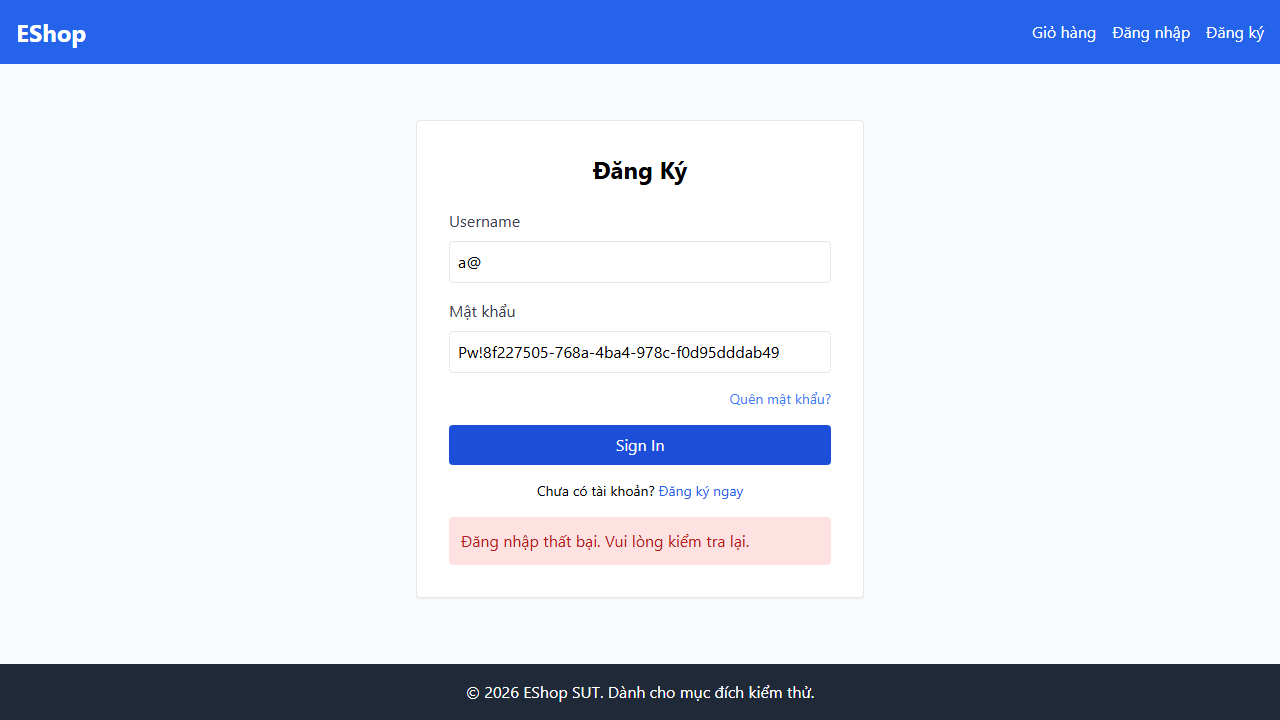 EShop
Giỏ hàng Đăng nhập Đăng ký
Đăng Ký
Username
a@
Mật khẩu
Pw!8f227505-768a-4ba4-978c-f0d95dddab49
Quên mật khẩu?
Sign In
Chưa có tài khoản? Đăng ký ngay
Đăng nhập thất bại. Vui lòng kiểm tra lại.
© 2026 EShop SUT. Dành cho mục đích kiểm thử.